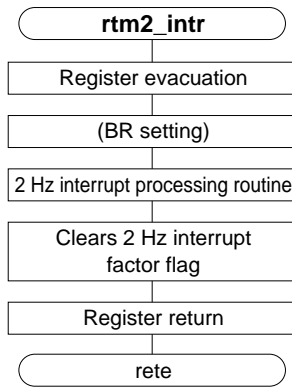 rtm2_intr
Register evacuation
(BR setting)
2 Hz interrupt processing routine
Clears 2 Hz interrupt
factor flag
Register return
rete